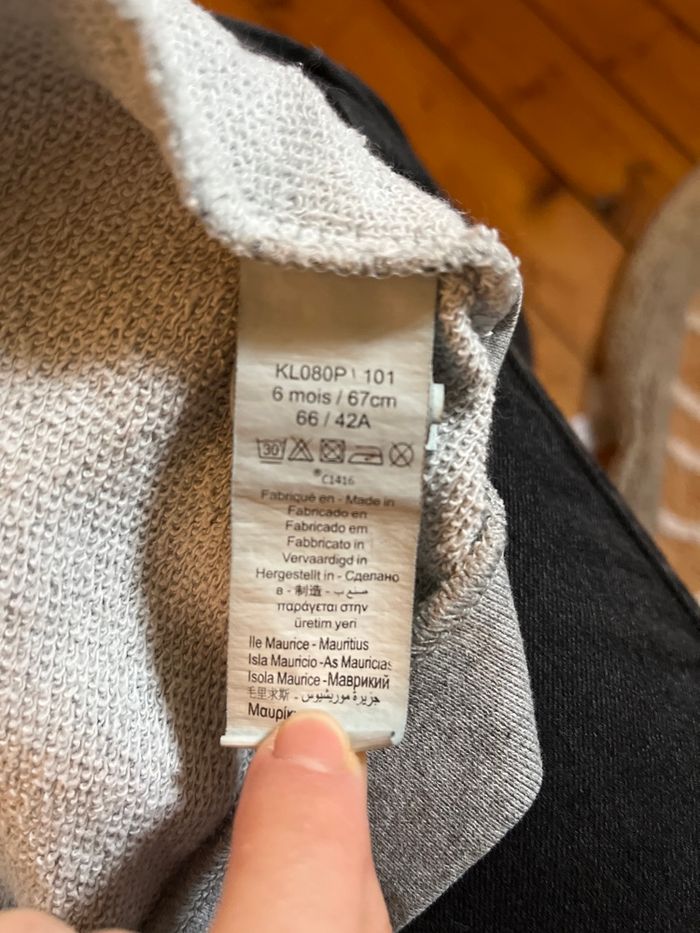 KL080P 101
6 mois / 67cm
66 / 42A
30
®C1416
Fabriqué en - Made in
Fabricado en
Fabricado em
Fabbricato in
Vervaardigd in
Hergestellt in - Сделано
в - 制造 - صنع ب
παράγεται στην
üretim yeri
Ile Maurice - Mauritius
Isla Mauricio - As Mauricias
Isola Maurice - Маврикий
毛里求斯 - جزيرة موريشيوس